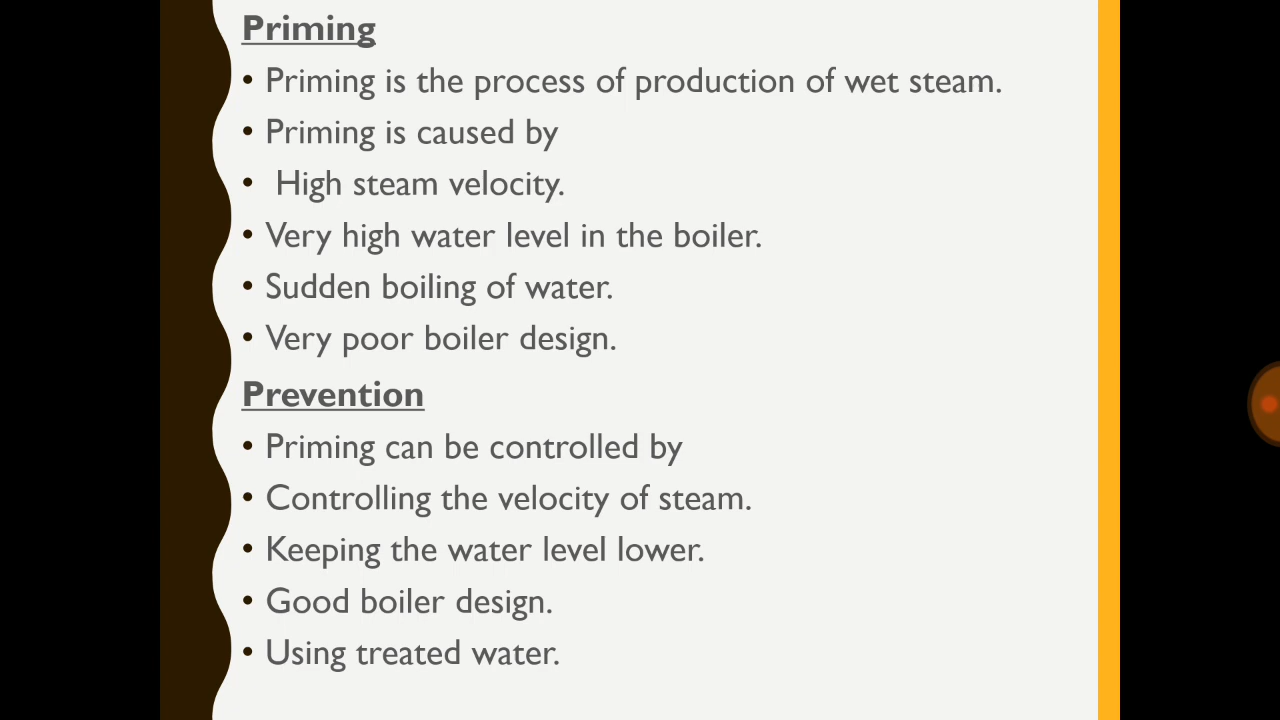 Priming
• Priming is the process of production of wet steam.
• Priming is caused by
• High steam velocity.
• Very high water level in the boiler.
• Sudden boiling of water.
• Very poor boiler design.
Prevention
• Priming can be controlled by
• Controlling the velocity of steam.
• Keeping the water level lower.
• Good boiler design.
• Using treated water.